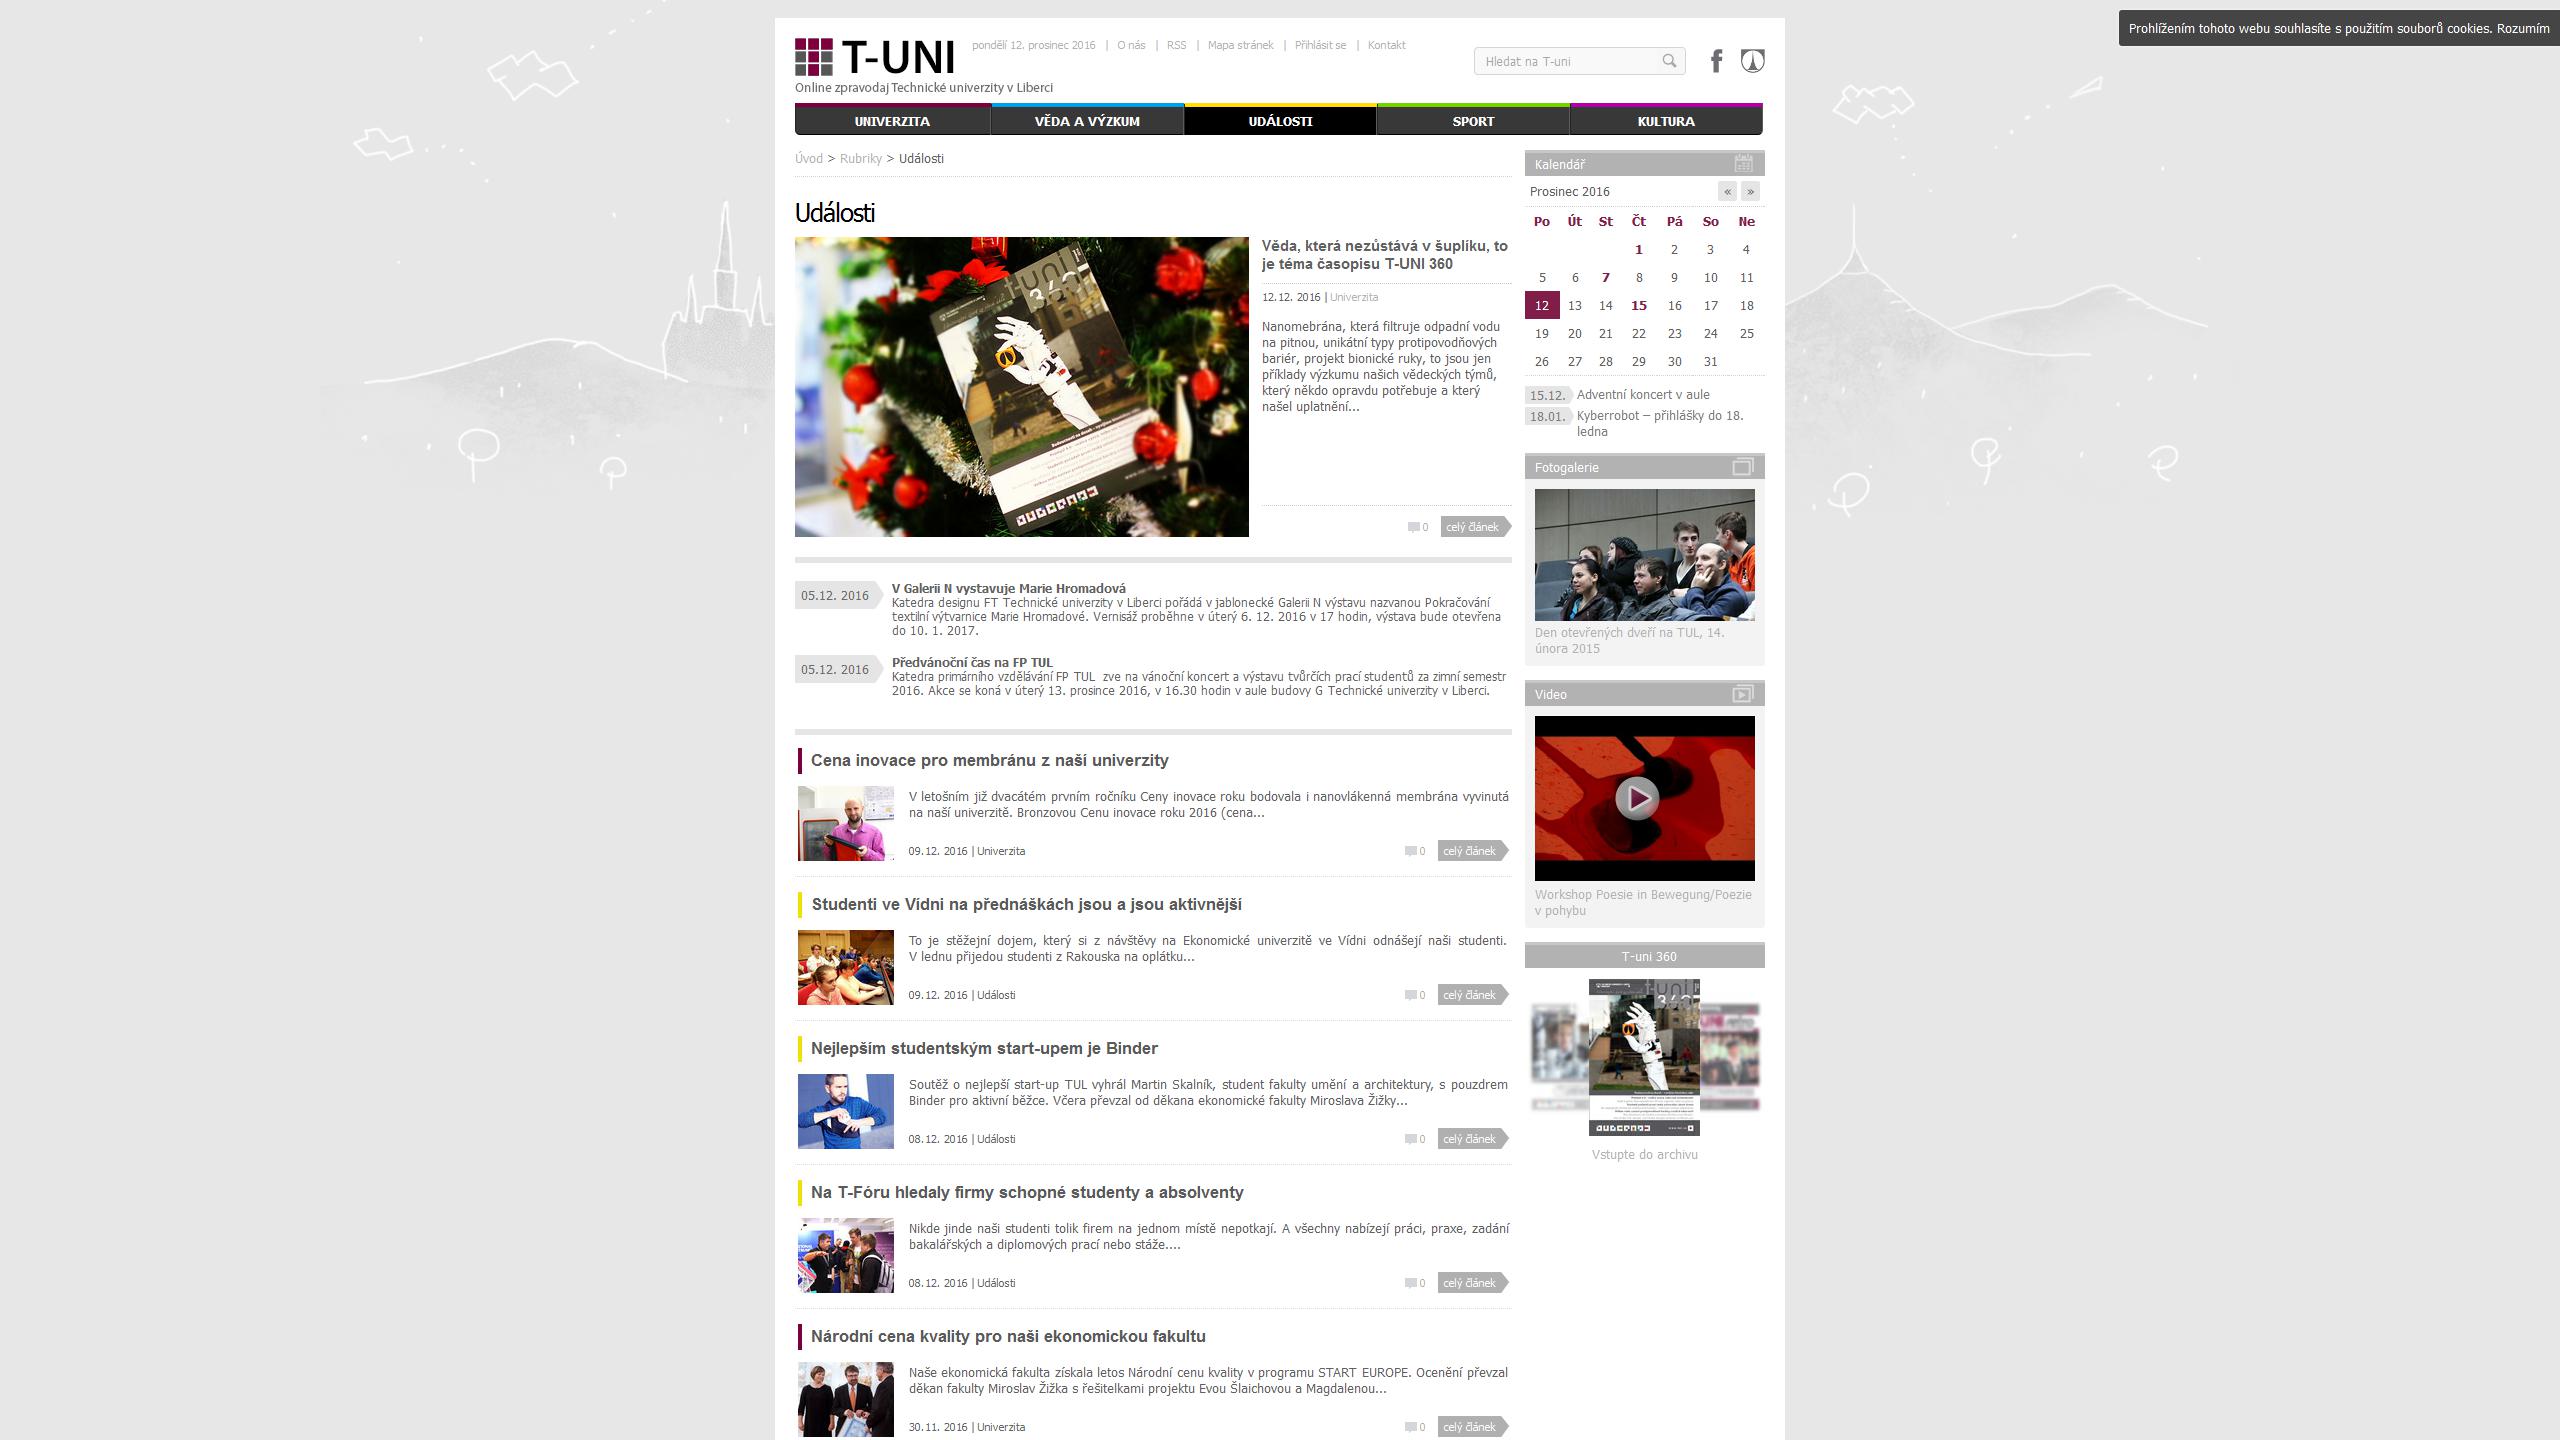 Prohlížením tohoto webu souhlasíte s použitím souborů cookies. Rozumím
T-UNI
pondělí 12. prosinec 2016 | O nás | RSS | Mapa stránek | Přihlásit se | Kontakt
Hledat na T-uni
Online zpravodaj Technické univerzity v Liberci
UNIVERZITA
VĚDA A VÝZKUM
UDÁLOSTI
SPORT
KULTURA
Úvod > Rubriky > Události
Události
t-uni 360
Věda, která nezůstává v šuplíku, to
je téma časopisu T-UNI 360
12.12. 2016 | Univerzita
Nanomebrána, která filtruje odpadní vodu
na pitnou, unikátní typy protipovodňových
bariér, projekt bionické ruky, to jsou jen
příklady výzkumu našich vědeckých týmů,
který někdo opravdu potřebuje a který
našel uplatnění...
0 celý článek
05.12. 2016
V Galerii N vystavuje Marie Hromadová
Katedra designu FT Technické univerzity v Liberci pořádá v jablonecké Galerii N výstavu nazvanou Pokračování
textilní výtvarnice Marie Hromadové. Vernisáž proběhne v úterý 6. 12. 2016 v 17 hodin, výstava bude otevřena
do 10. 1. 2017.
05.12. 2016
Předvánoční čas na FP TUL
Katedra primárního vzdělávání FP TUL zve na vánoční koncert a výstavu tvůrčích prací studentů za zimní semestr
2016. Akce se koná v úterý 13. prosince 2016, v 16.30 hodin v aule budovy G Technické univerzity v Liberci.
Cena inovace pro membránu z naší univerzity
V letošním již dvacátém prvním ročníku Ceny inovace roku bodovala i nanovlákenná membrána vyvinutá
na naší univerzitě. Bronzovou Cenu inovace roku 2016 (cena...
09.12. 2016 | Univerzita
0 celý článek
Studenti ve Vídni na přednáškách jsou a jsou aktivnější
To je stěžejní dojem, který si z návštěvy na Ekonomické univerzitě ve Vídni odnášejí naši studenti.
V lednu přijedou studenti z Rakouska na oplátku...
09.12. 2016 | Události
0 celý článek
Nejlepším studentským start-upem je Binder
Soutěž o nejlepší start-up TUL vyhrál Martin Skalník, student fakulty umění a architektury, s pouzdrem
Binder pro aktivní běžce. Včera převzal od děkana ekonomické fakulty Miroslava Žižky...
08.12. 2016 | Události
0 celý článek
Na T-Fóru hledaly firmy schopné studenty a absolventy
Nikde jinde naši studenti tolik firem na jednom místě nepotkají. A všechny nabízejí práci, praxe, zadání
bakalářských a diplomových prací nebo stáže....
08.12. 2016 | Události
0 celý článek
Národní cena kvality pro naši ekonomickou fakultu
Naše ekonomická fakulta získala letos Národní cenu kvality v programu START EUROPE. Ocenění převzal
děkan fakulty Miroslav Žižka s řešitelkami projektu Evou Šlaichovou a Magdalenou...
30.11. 2016 | Univerzita
0 celý článek
Kalendář
Prosinec 2016 « »
Po Út St Čt Pá So Ne
1 2 3 4
5 6 7 8 9 10 11
12 13 14 15 16 17 18
19 20 21 22 23 24 25
26 27 28 29 30 31
15.12. Adventní koncert v aule
18.01. Kyberrobot – přihlášky do 18.
ledna
Fotogalerie
Den otevřených dveří na TUL, 14.
února 2015
Video
Workshop Poesie in Bewegung/Poezie
v pohybu
T-uni 360
t-uni
360
Vstupte do archivu